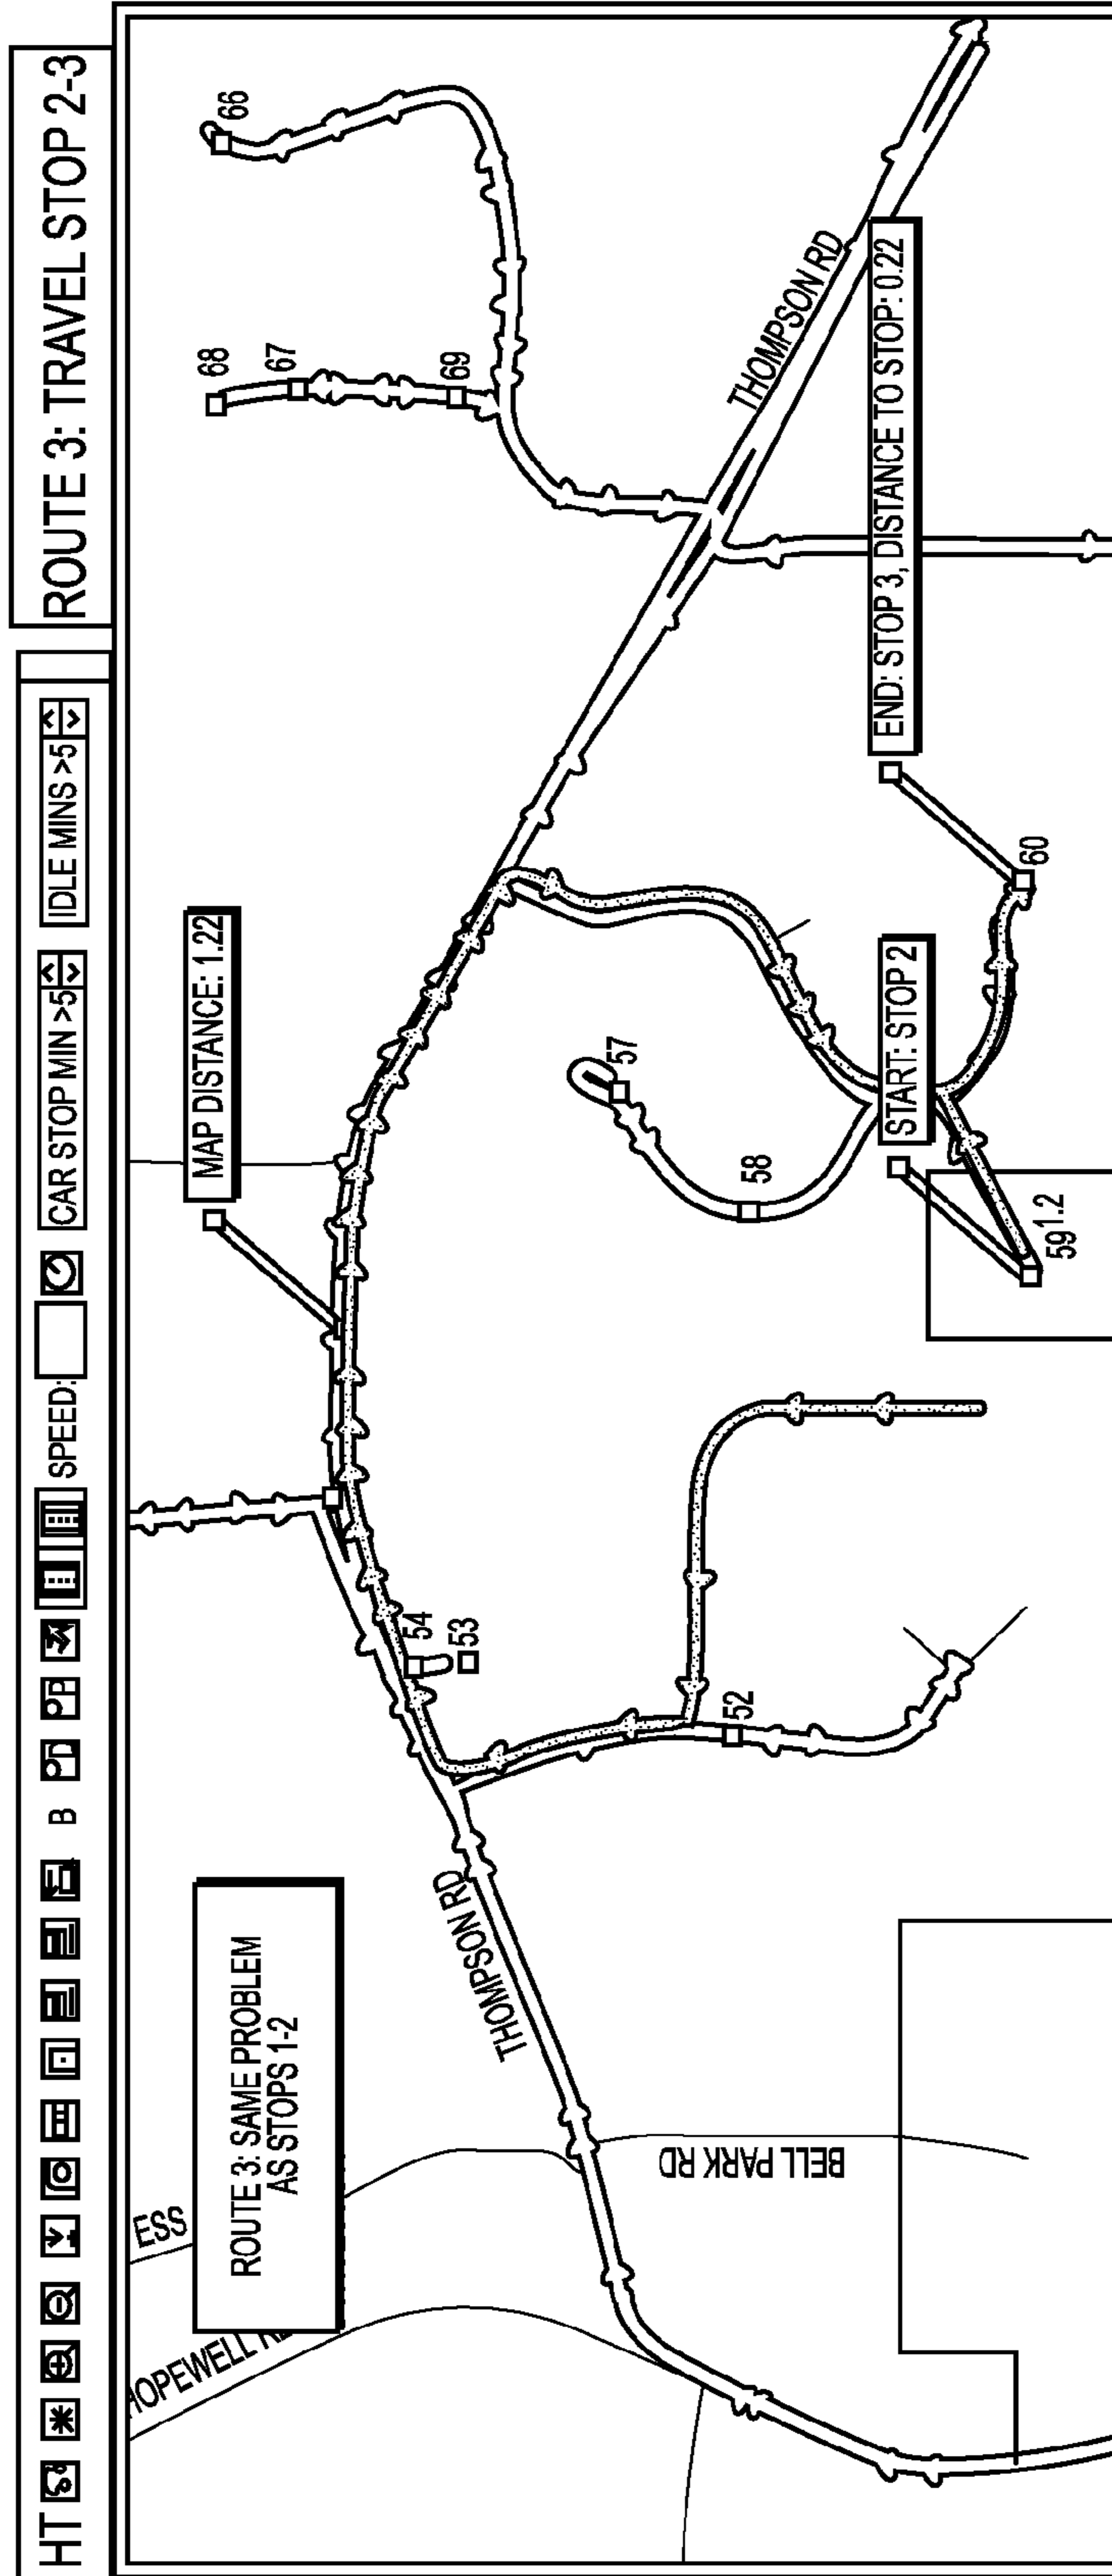 ROUTE 3: TRAVEL STOP 2-3
HT
B
SPEED:
CAR STOP MIN >5
IDLE MINS >5
ESS
ROUTE 3: SAME PROBLEM
AS STOPS 1-2
MAP DISTANCE: 1.22
THOMPSON RD
BELL PARK RD
54
53
52
57
58
START: STOP 2
59
1.2
60
END: STOP 3, DISTANCE TO STOP: 0.22
THOMPSON RD
68
67
69
66